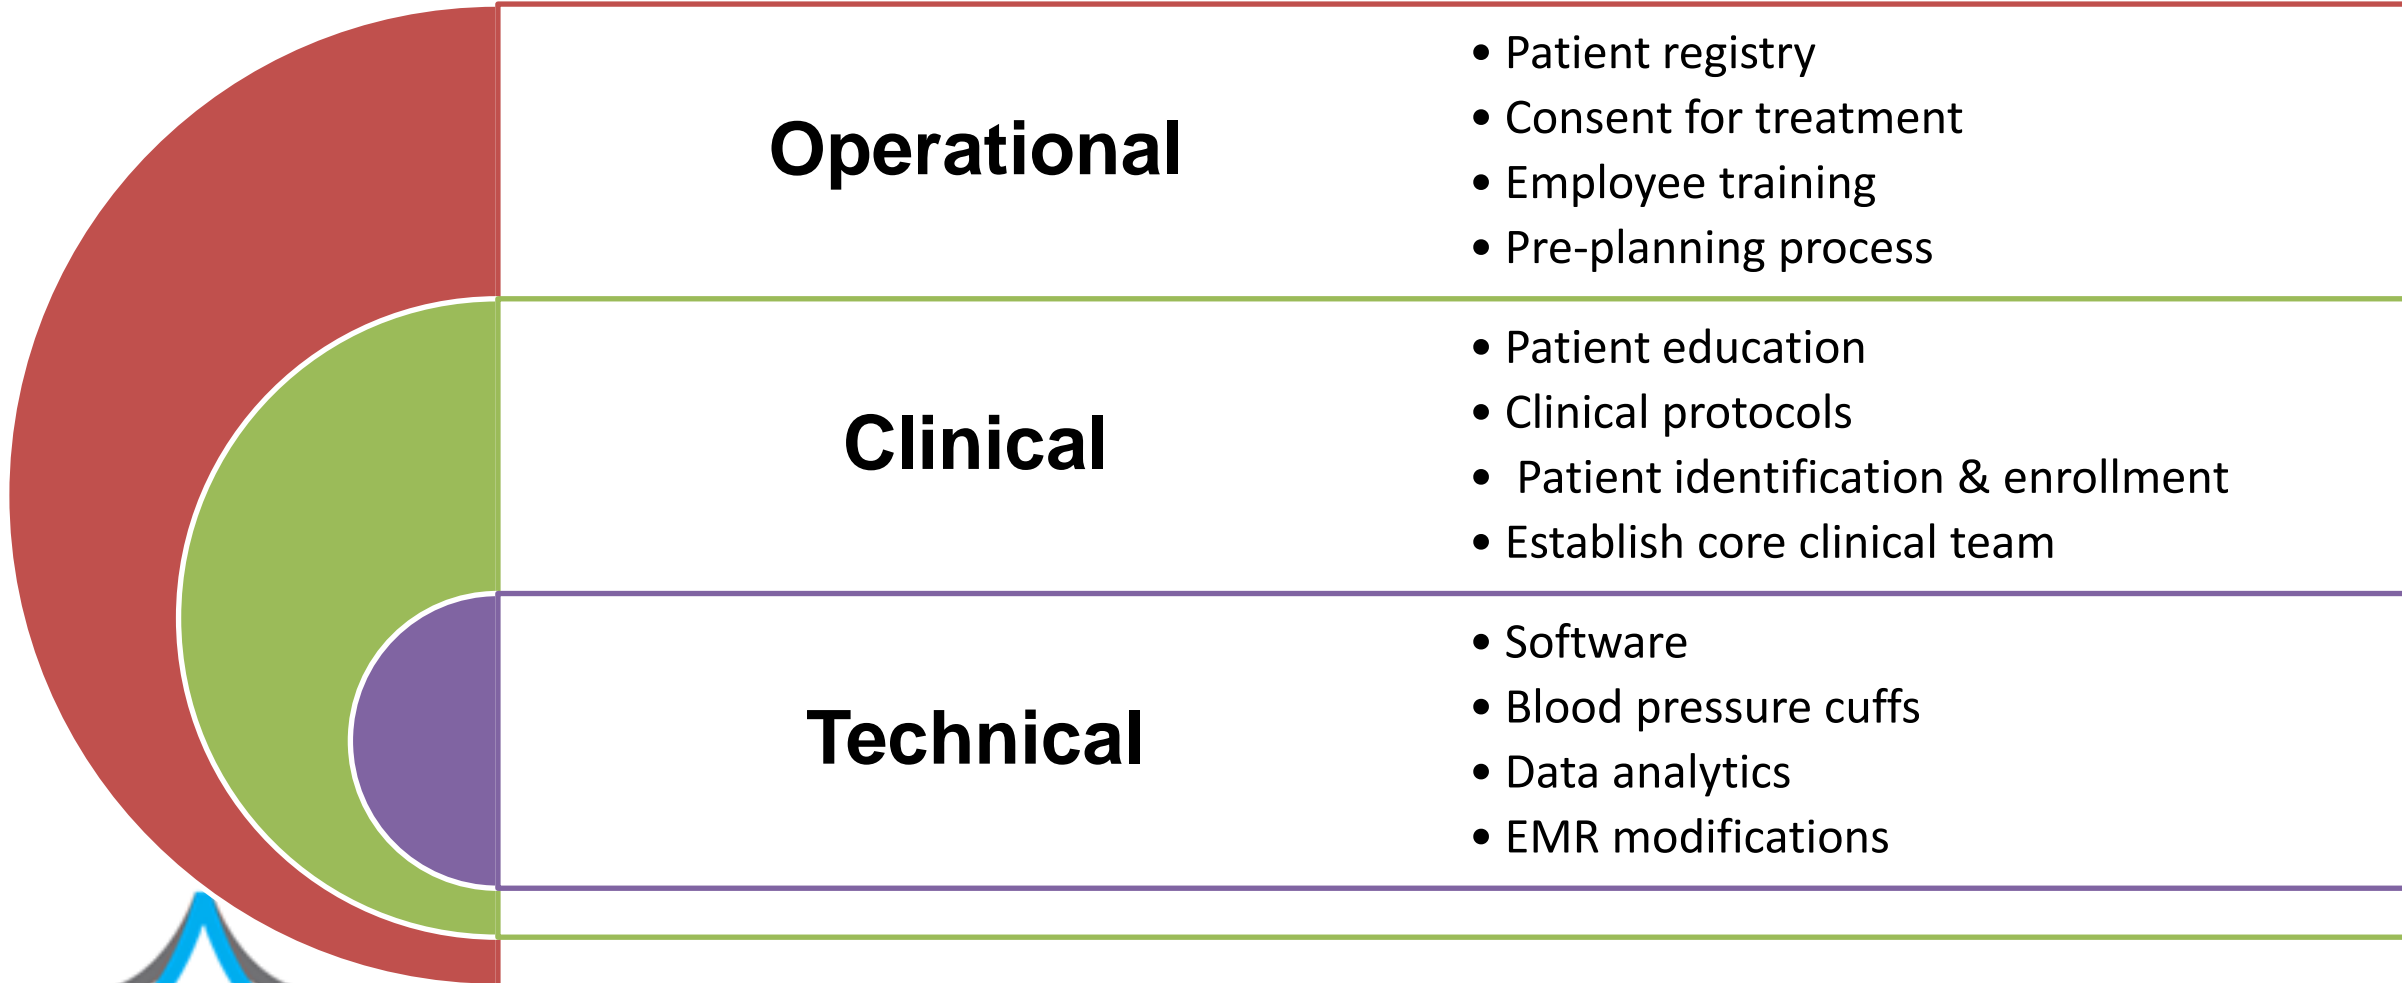 Operational
• Patient registry
• Consent for treatment
• Employee training
• Pre-planning process
Clinical
• Patient education
• Clinical protocols
• Patient identification & enrollment
• Establish core clinical team
Technical
• Software
• Blood pressure cuffs
• Data analytics
• EMR modifications